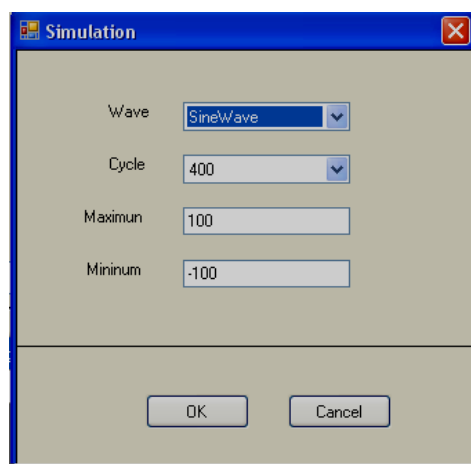 Simulation
Wave SineWave
Cycle 400
Maximun 100
Mininum -100
OK Cancel